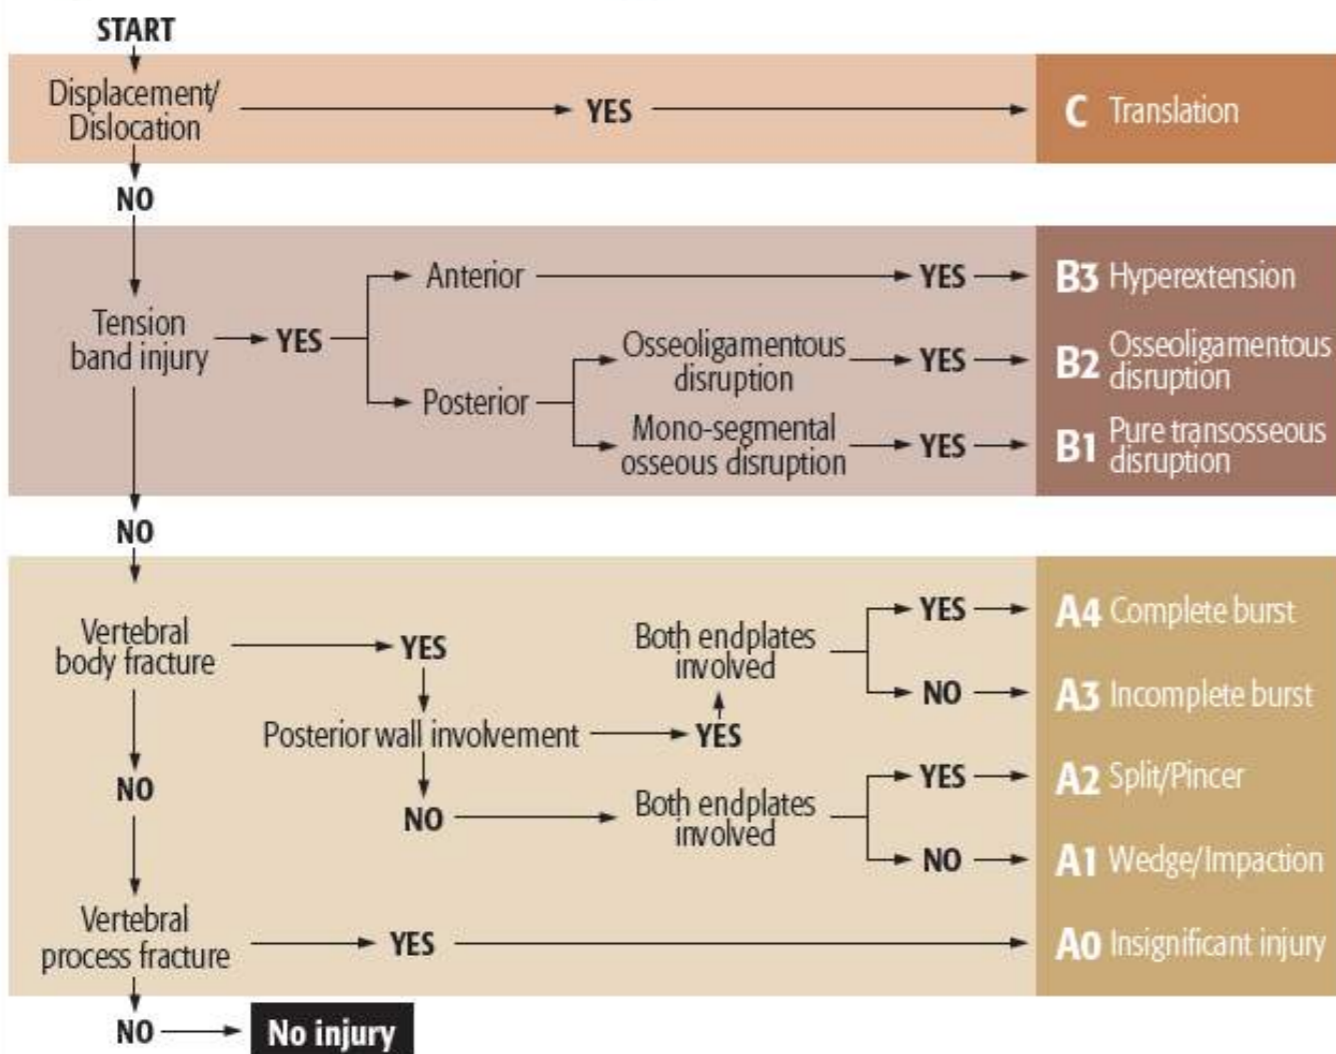 START
Displacement/
Dislocation
YES
C Translation
NO
Tension
band injury
YES
Anterior
YES
B3 Hyperextension
Posterior
Osseoligamentous
disruption
YES
B2 Osseoligamentous
disruption
Mono-segmental
osseous disruption
YES
B1 Pure transosseous
disruption
NO
Vertebral
body fracture
YES
Posterior wall involvement
YES
Both endplates
involved
YES
A4 Complete burst
NO
A3 Incomplete burst
NO
Both endplates
involved
YES
A2 Split/Pincer
NO
A1 Wedge/Impaction
NO
Vertebral
process fracture
YES
A0 Insignificant injury
NO
No injury